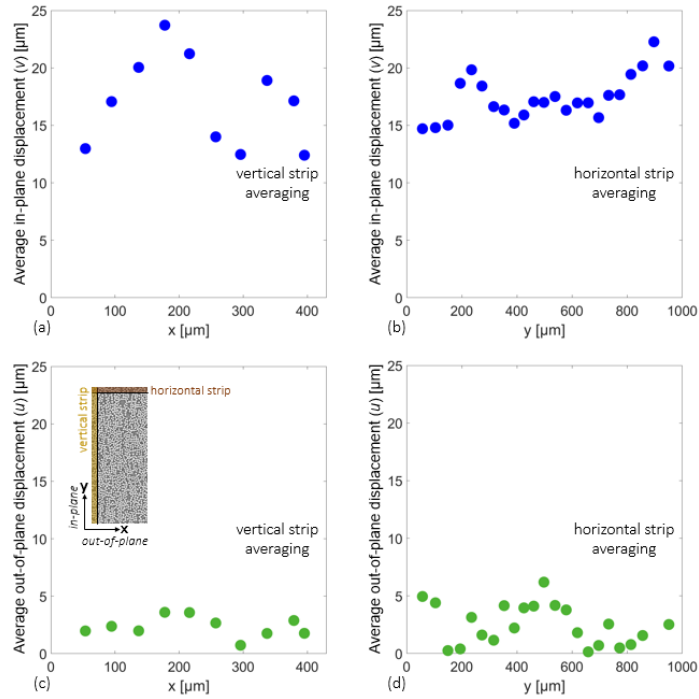 Average in-plane displacement (v) [µm]
25
20
15
10
5
0
0
100
200
300
400
x [µm]
vertical strip
averaging
(a)
Average in-plane displacement (v) [µm]
25
20
15
10
5
0
0
200
400
600
800
1000
y [µm]
horizontal strip
averaging
(b)
Average out-of-plane displacement (u) [µm]
25
20
15
10
5
0
0
100
200
300
400
x [µm]
vertical strip
horizontal strip
y
in-plane
x
out-of-plane
vertical strip
averaging
(c)
Average out-of-plane displacement (u) [µm]
25
20
15
10
5
0
0
200
400
600
800
1000
y [µm]
horizontal strip
averaging
(d)